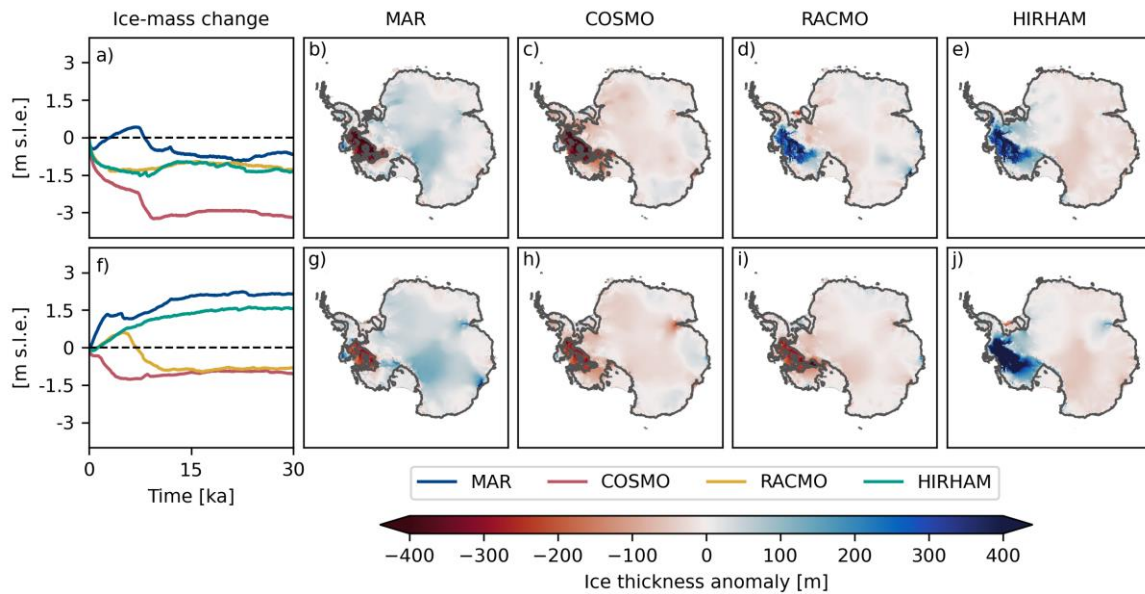 Ice-mass change MAR COSMO RACMO HIRHAM
a) b) c) d) e)
3
1.5
0
-1.5
-3
[m s.l.e.]
f) g) h) i) j)
3
1.5
0
-1.5
-3
[m s.l.e.]
0 15 30
Time [ka]
MAR COSMO RACMO HIRHAM
−400 −300 −200 −100 0 100 200 300 400
Ice thickness anomaly [m]